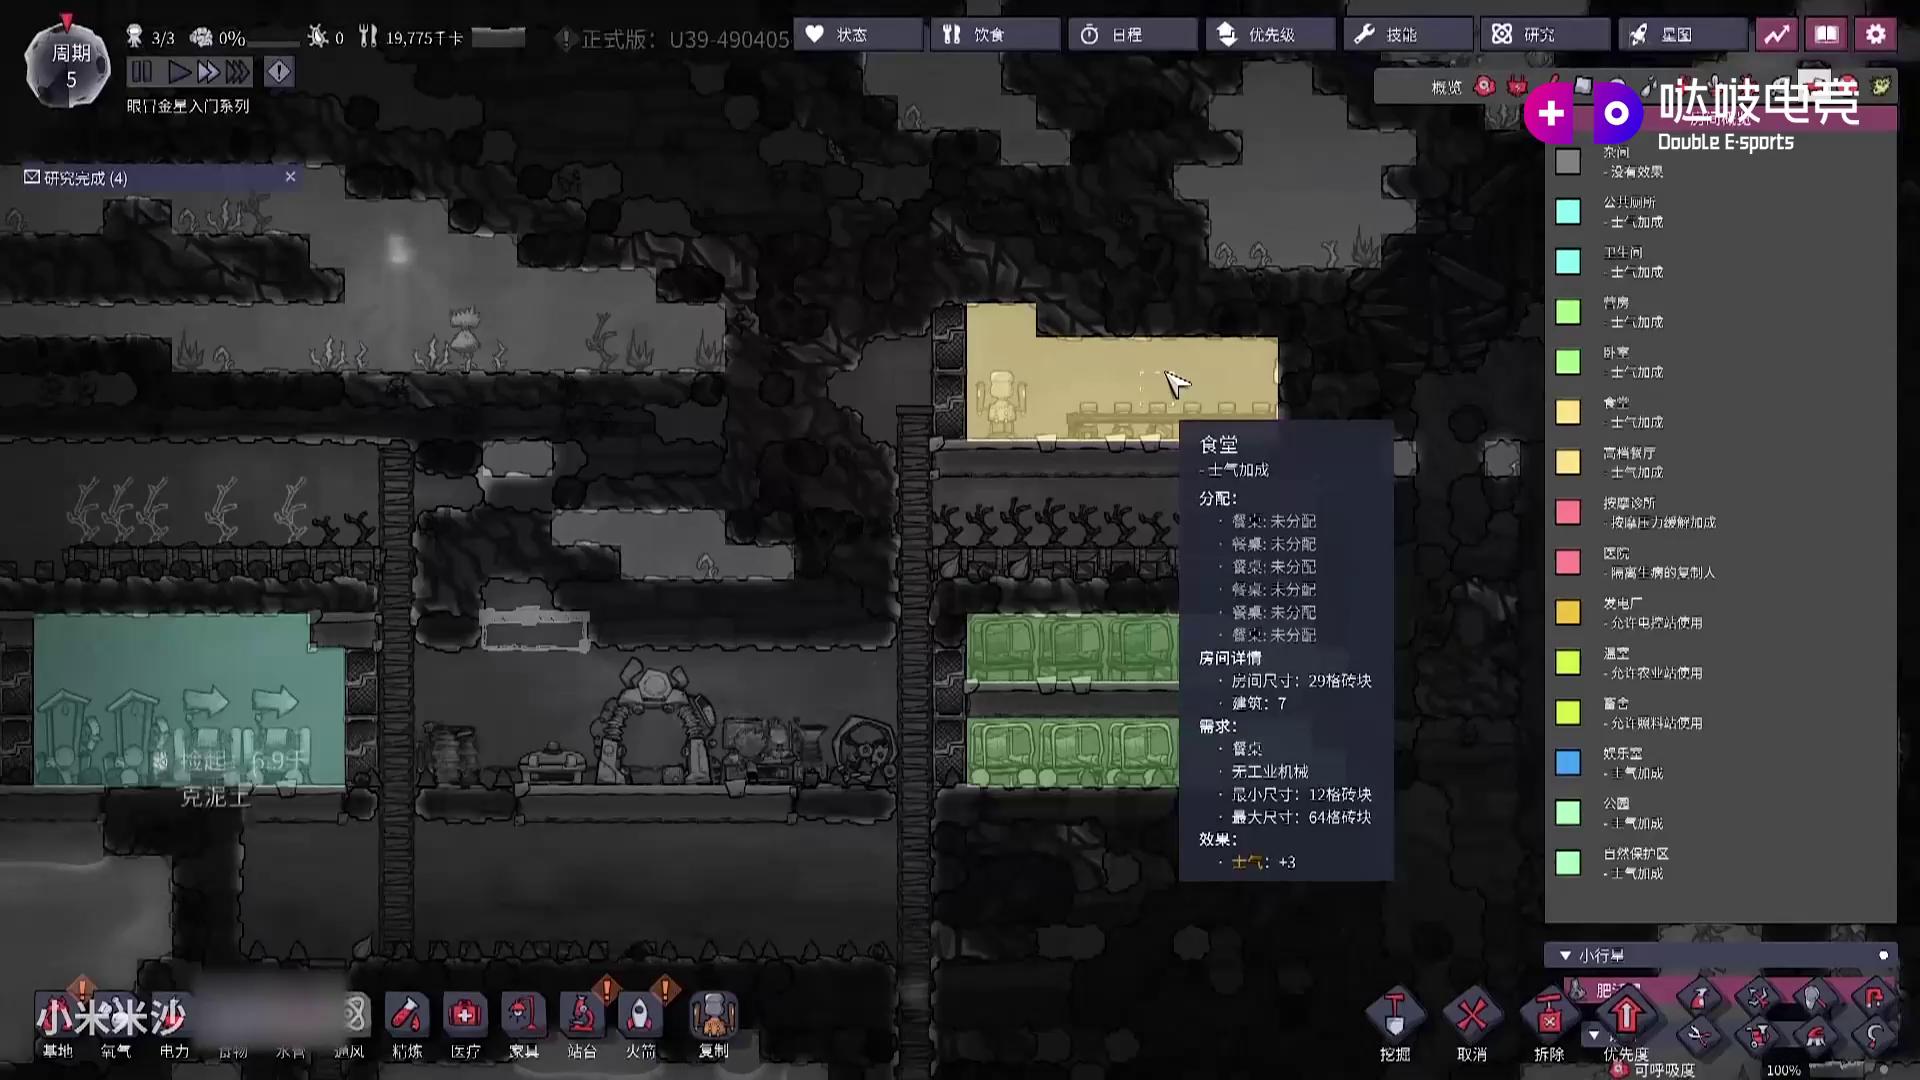 周期
5
3/3
0%
0
19,775千卡
正式版: U39-490405-
状态
饮食
日程
优先级
技能
研究
星图
眼冒金星入门系列
概览
哒啵电竞
Double E-sports
研究完成 (4)
杂间
- 没有效果
公共厕所
- 士气加成
卫生间
- 士气加成
营房
- 士气加成
卧室
- 士气加成
食堂
- 士气加成
高档餐厅
- 士气加成
按摩诊所
- 按摩压力缓解加成
医院
- 隔离生病的复制人
发电厂
- 允许电控站使用
温室
- 允许农业站使用
畜舍
- 允许照料站使用
娱乐室
- 士气加成
公园
- 士气加成
自然保护区
- 士气加成
食堂
- 士气加成
分配:
· 餐桌: 未分配
· 餐桌: 未分配
· 餐桌: 未分配
· 餐桌: 未分配
· 餐桌: 未分配
· 餐桌: 未分配
房间详情
· 房间尺寸: 29格砖块
· 建筑: 7
需求:
· 餐桌
· 无工业机械
· 最小尺寸: 12格砖块
· 最大尺寸: 64格砖块
效果:
· 士气: +3
克泥土
小行星
小米米沙
基地
氧气
电力
食物
水管
通风
精炼
医疗
家具
站台
火箭
复制
挖掘
取消
拆除
优先度
可呼吸度
100%